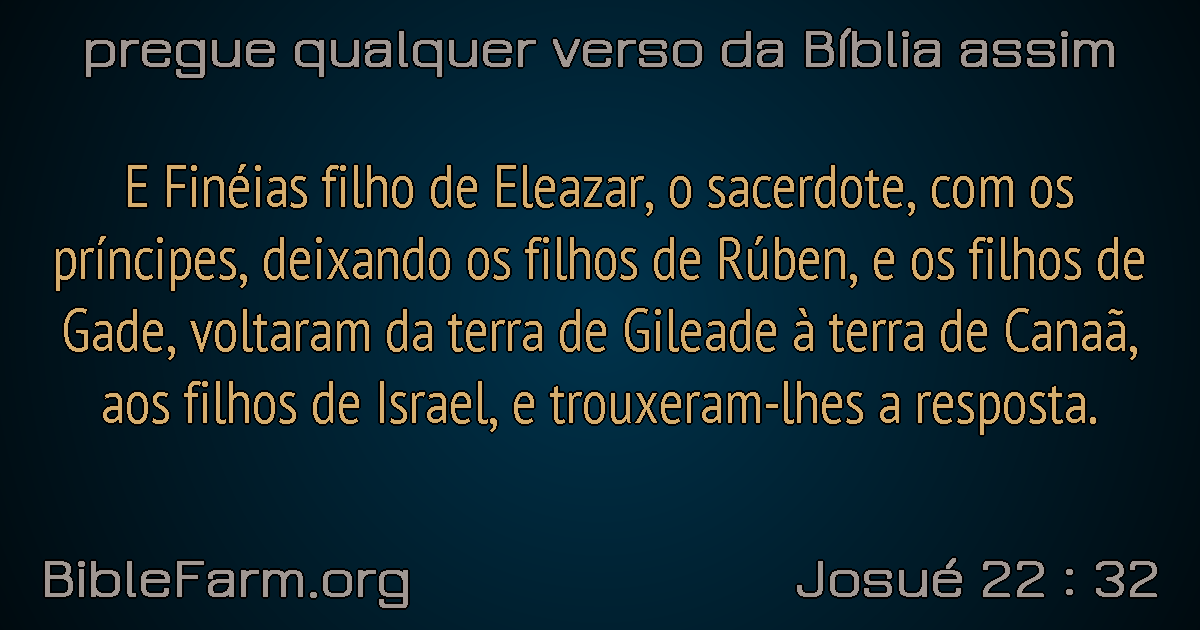 pregue qualquer verso da Bíblia assim
E Finéias filho de Eleazar, o sacerdote, com os
príncipes, deixando os filhos de Rúben, e os filhos de
Gade, voltaram da terra de Gileade à terra de Canaã,
aos filhos de Israel, e trouxeram-lhes a resposta.
BibleFarm.org
Josué 22 : 32